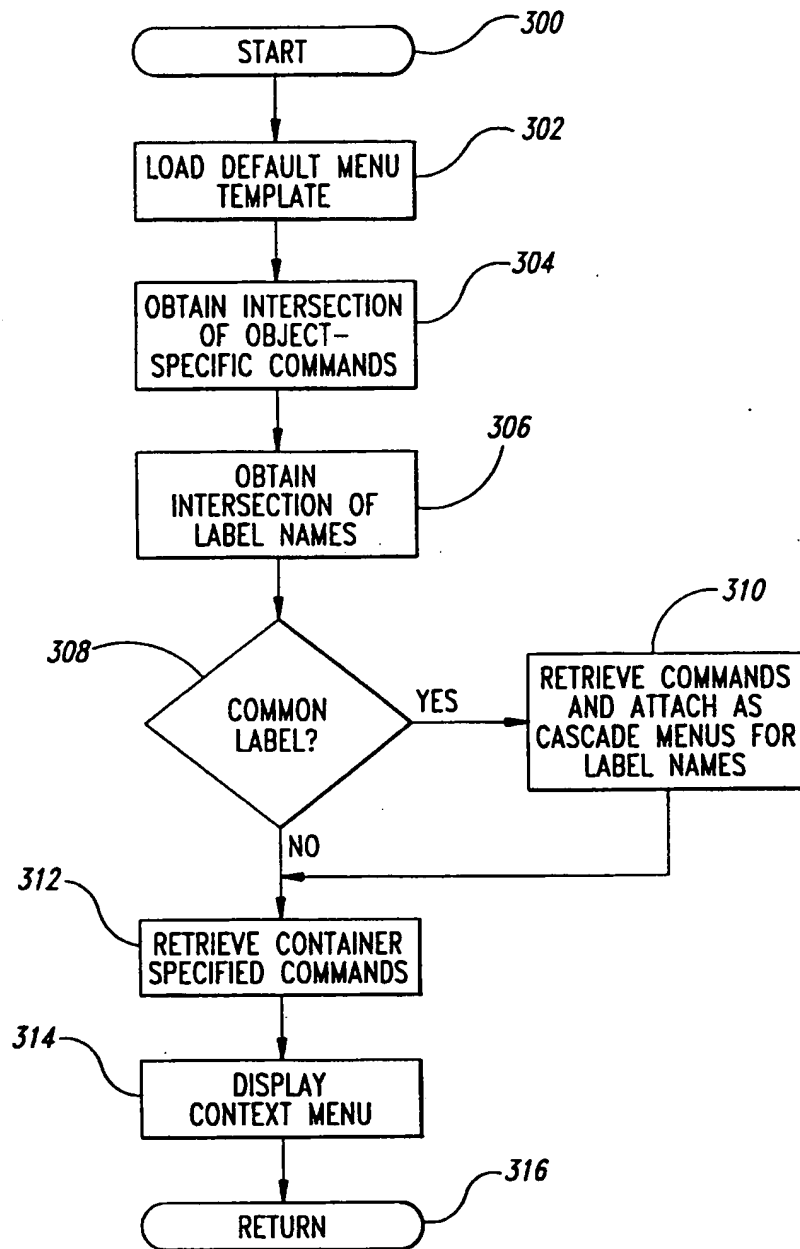 300
START
302
LOAD DEFAULT MENU
TEMPLATE
304
OBTAIN INTERSECTION
OF OBJECT-
SPECIFIC COMMANDS
306
OBTAIN
INTERSECTION OF
LABEL NAMES
308
COMMON
LABEL?
YES
310
RETRIEVE COMMANDS
AND ATTACH AS
CASCADE MENUS FOR
LABEL NAMES
NO
312
RETRIEVE CONTAINER
SPECIFIED COMMANDS
314
DISPLAY
CONTEXT MENU
316
RETURN